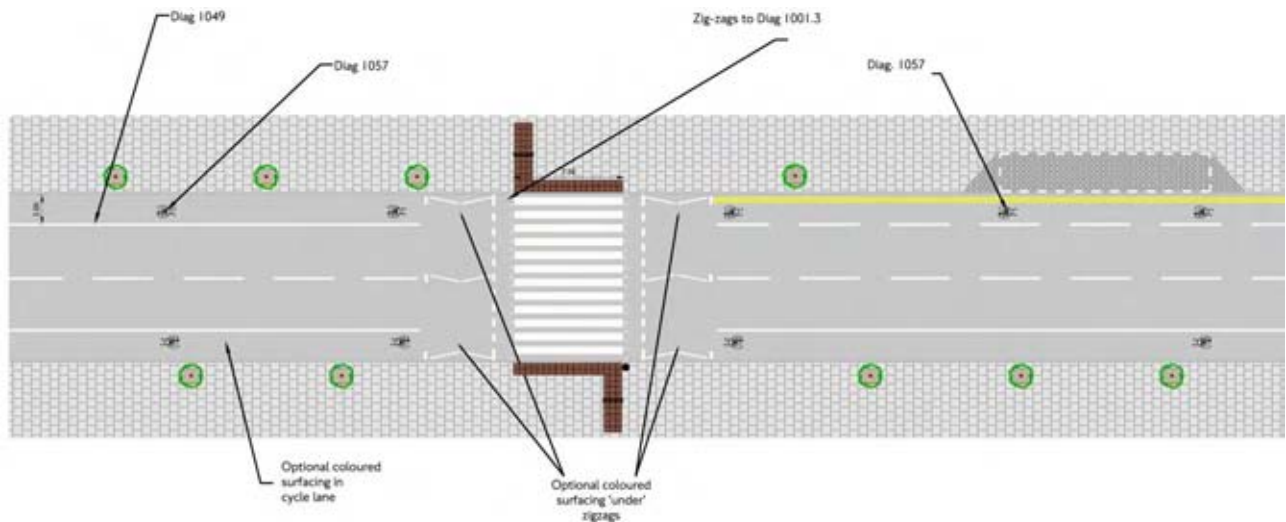 Diag 1049
Zig-zags to Diag 1001.3
Diag 1057
Diag. 1057
Optional coloured
surfacing in
cycle lane
Optional coloured
surfacing 'under'
zigzags